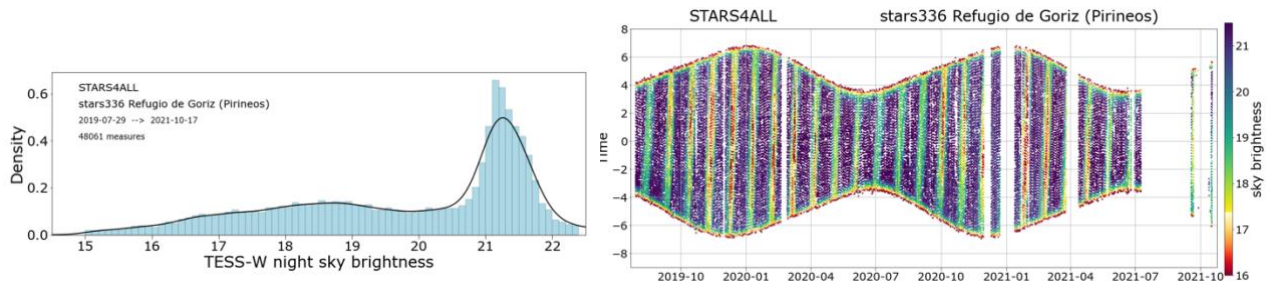 STARS4ALL
stars336 Refugio de Goriz (Pirineos)
2019-07-29 --> 2021-10-17
48061 measures
Density
0.6
0.4
0.2
0.0
15 16 17 18 19 20 21 22
TESS-W night sky brightness
STARS4ALL stars336 Refugio de Goriz (Pirineos)
Time
8
6
4
2
0
−2
−4
−6
−8
2019-10 2020-01 2020-04 2020-07 2020-10 2021-01 2021-04 2021-07 2021-10
21
20
19
18
17
16
sky brightness